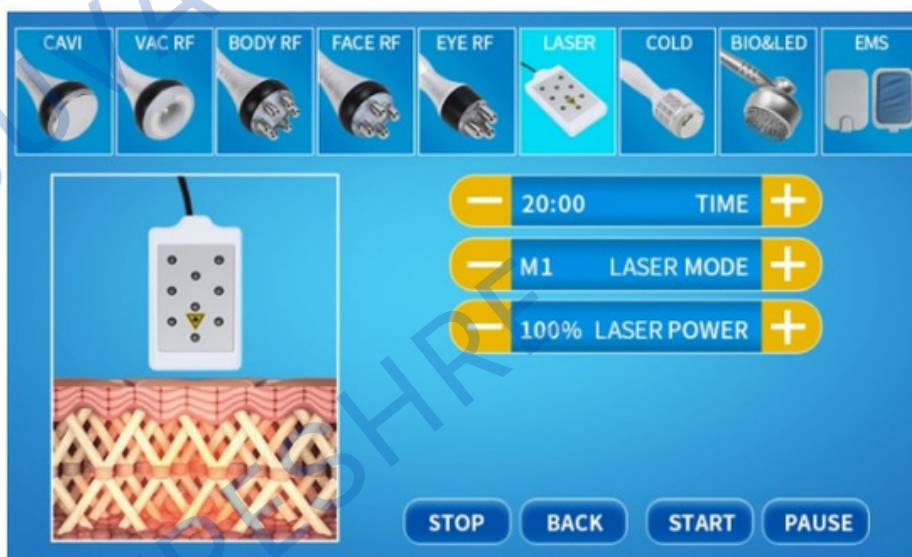 CAVI
VAC RF
BODY RF
FACE RF
EYE RF
LASER
COLD
BIO&LED
EMS
20:00 TIME
M1 LASER MODE
100% LASER POWER
STOP BACK START PAUSE